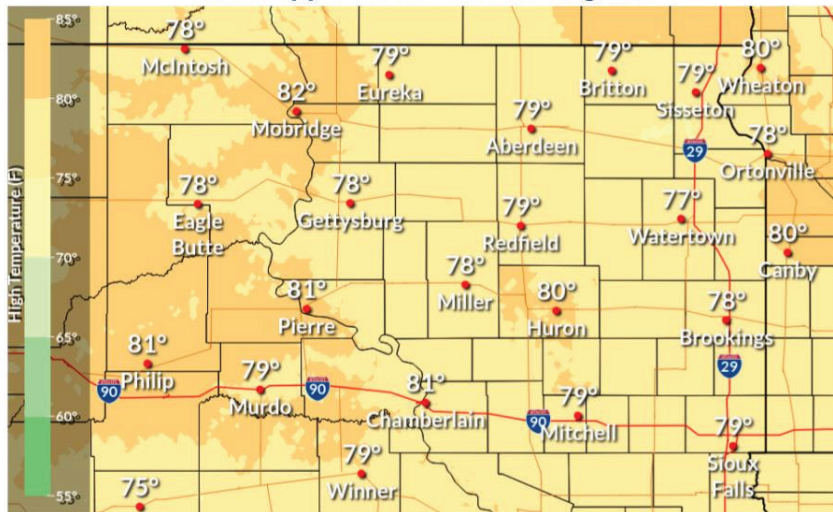 85°
80°
75°
70°
65°
60°
55°
High Temperature (F)
78°
McIntosh
79°
Eureka
82°
Mobridge
79°
Britton
79°
Sisseton
80°
Wheaton
79°
Aberdeen
29
78°
Ortonville
78°
Eagle
Butte
78°
Gettysburg
79°
Redfield
77°
Watertown
80°
Canby
81°
Pierre
78°
Miller
80°
Huron
78°
Brookings
81°
Philip
90
79°
Murdo
90
81°
Chamberlain
90
79°
Mitchell
29
79°
Sioux
Falls
79°
Winner
75°